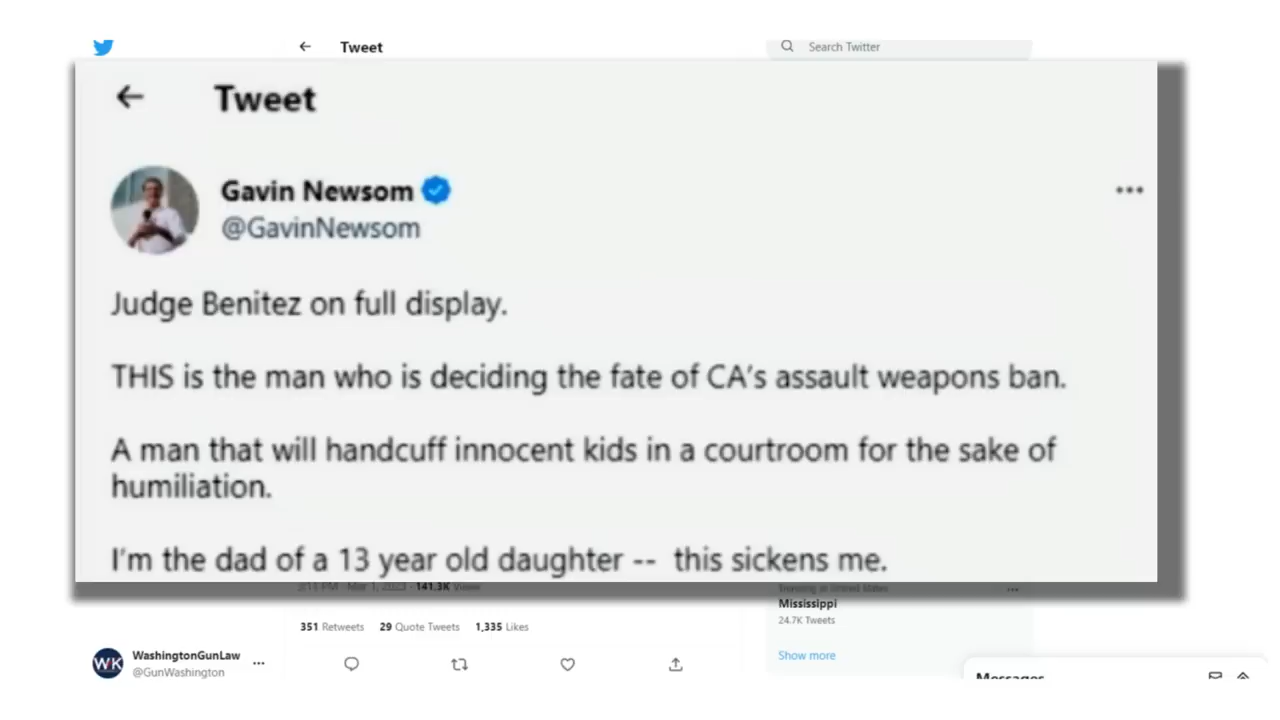 Tweet
Search Twitter
Tweet
Gavin Newsom
@GavinNewsom
Judge Benitez on full display.
THIS is the man who is deciding the fate of CA's assault weapons ban.
A man that will handcuff innocent kids in a courtroom for the sake of
humiliation.
I'm the dad of a 13 year old daughter -- this sickens me.
3:11 PM · Mar 1, 2023 · 141.3K Views
Trending in United States
Mississippi
24.7K Tweets
351 Retweets 29 Quote Tweets 1,335 Likes
Show more
WK
WashingtonGunLaw
@GunWashington
Messages